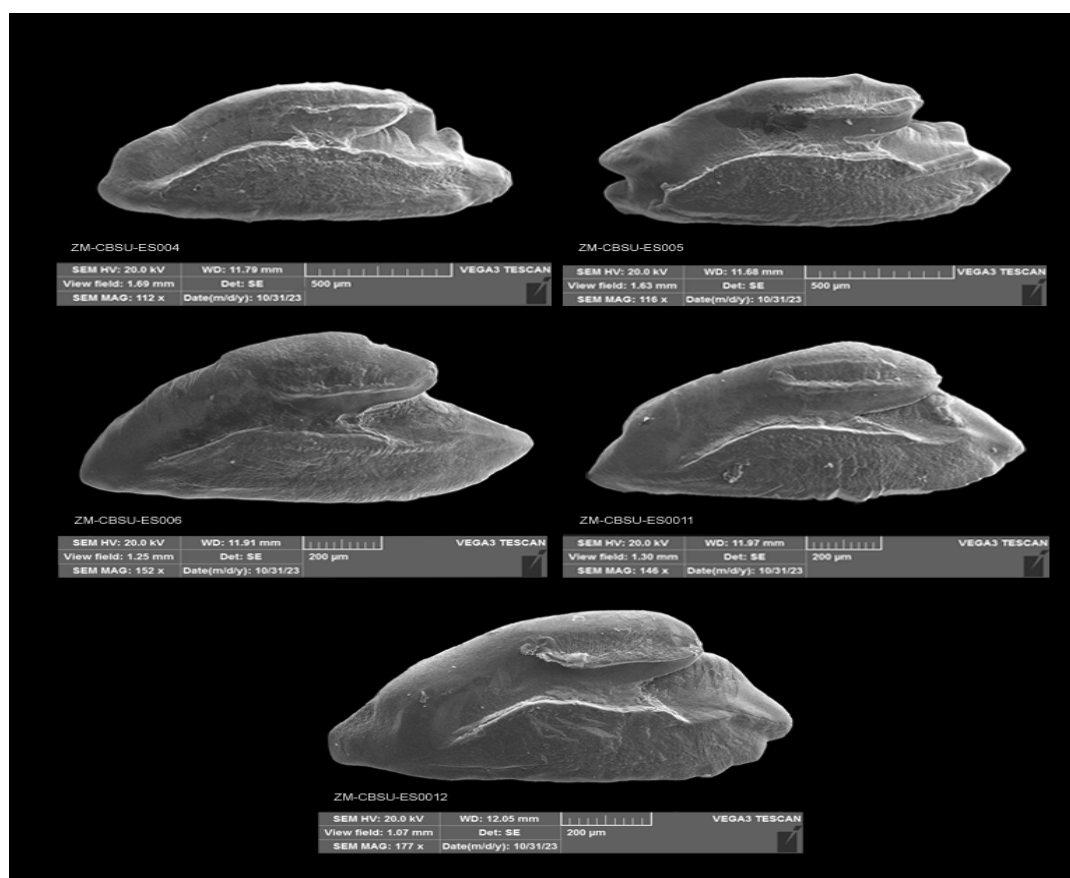 ZM-CBSU-ES004
SEM HV: 20.0 kV WD: 11.79 mm VEGA3 TESCAN
View field: 1.69 mm Det: SE 500 µm
SEM MAG: 112 x Date(m/d/y): 10/31/23
ZM-CBSU-ES005
SEM HV: 20.0 kV WD: 11.68 mm VEGA3 TESCAN
View field: 1.63 mm Det: SE 500 µm
SEM MAG: 116 x Date(m/d/y): 10/31/23
ZM-CBSU-ES006
SEM HV: 20.0 kV WD: 11.91 mm VEGA3 TESCAN
View field: 1.25 mm Det: SE 200 µm
SEM MAG: 152 x Date(m/d/y): 10/31/23
ZM-CBSU-ES0011
SEM HV: 20.0 kV WD: 11.97 mm VEGA3 TESCAN
View field: 1.30 mm Det: SE 200 µm
SEM MAG: 146 x Date(m/d/y): 10/31/23
ZM-CBSU-ES0012
SEM HV: 20.0 kV WD: 12.05 mm VEGA3 TESCAN
View field: 1.07 mm Det: SE 200 µm
SEM MAG: 177 x Date(m/d/y): 10/31/23